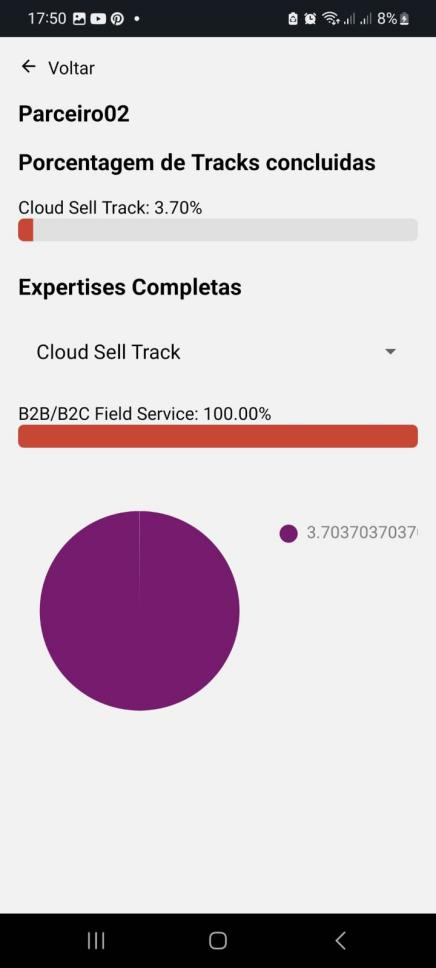 17:50
8%
Voltar
Parceiro02
Porcentagem de Tracks concluidas
Cloud Sell Track: 3.70%
Expertises Completas
Cloud Sell Track
B2B/B2C Field Service: 100.00%
3.7037037037